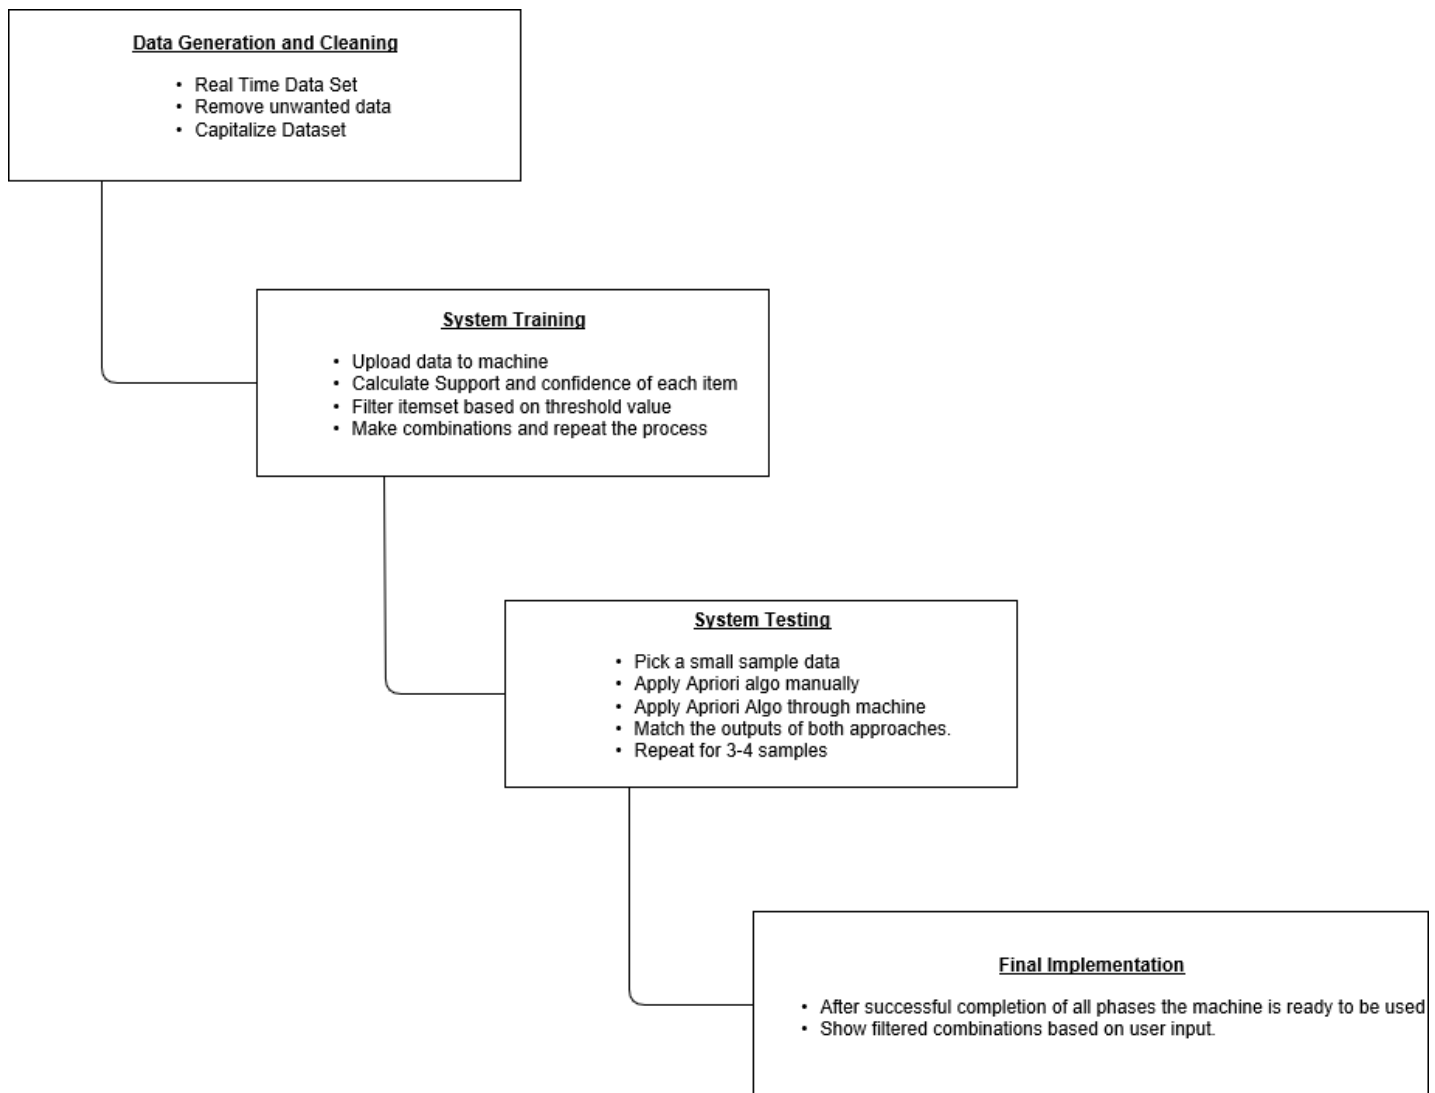 Data Generation and Cleaning
• Real Time Data Set
• Remove unwanted data
• Capitalize Dataset
System Training
• Upload data to machine
• Calculate Support and confidence of each item
• Filter itemset based on threshold value
• Make combinations and repeat the process
System Testing
• Pick a small sample data
• Apply Apriori algo manually
• Apply Apriori Algo through machine
• Match the outputs of both approaches.
• Repeat for 3-4 samples
Final Implementation
• After successful completion of all phases the machine is ready to be used
• Show filtered combinations based on user input.